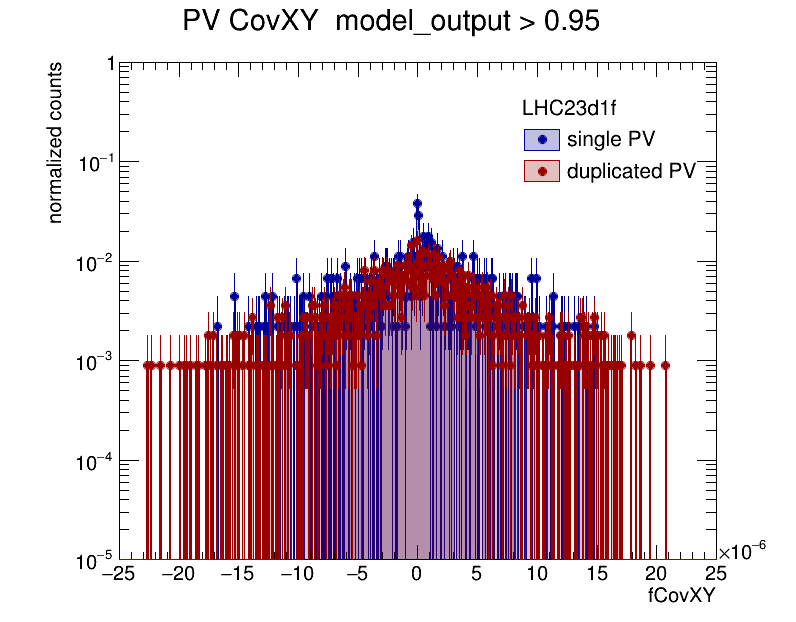 PV CovXY model_output > 0.95
normalized counts
LHC23d1f
single PV
duplicated PV
1
10⁻¹
10⁻²
10⁻³
10⁻⁴
10⁻⁵
−25 −20 −15 −10 −5 0 5 10 15 20 25
×10⁻⁶
fCovXY